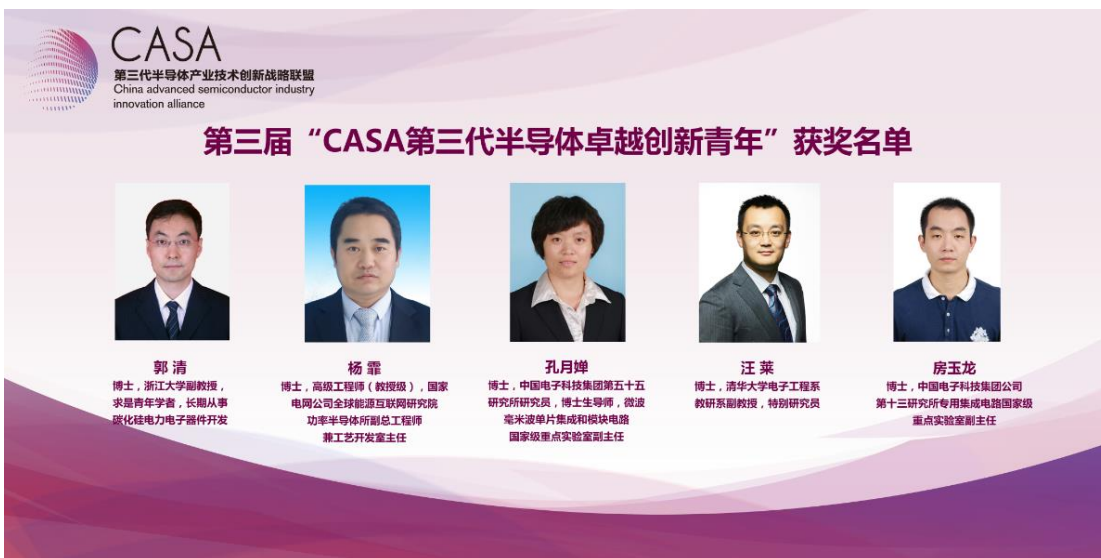 CASA
第三代半导体产业技术创新战略联盟
China advanced semiconductor industry
innovation alliance
第三届“CASA第三代半导体卓越创新青年”获奖名单
郭 清
博士，浙江大学副教授，
求是青年学者，长期从事
碳化硅电力电子器件开发
杨 霏
博士，高级工程师（教授级），国家
电网公司全球能源互联网研究院
功率半导体所副总工程师
兼工艺开发室主任
孔月婵
博士，中国电子科技集团第五十五
研究所研究员，博士生导师，微波
毫米波单片集成和模块电路
国家级重点实验室副主任
汪 莱
博士，清华大学电子工程系
教研系副教授，特别研究员
房玉龙
博士，中国电子科技集团公司
第十三研究所专用集成电路国家级
重点实验室副主任